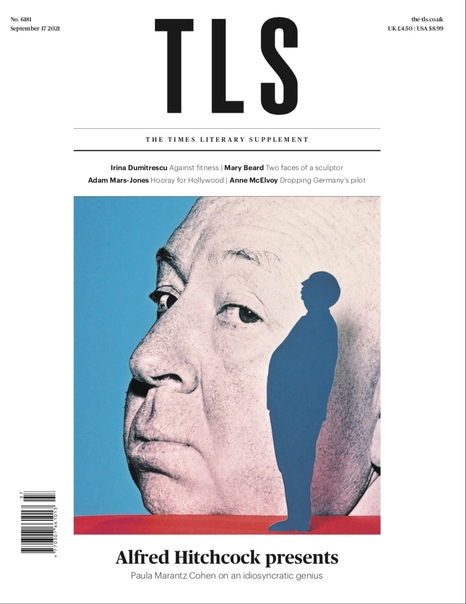 No. 6181
September 17 2021
the-tls.co.uk
UK £4.50 | USA $8.99
TLS
THE TIMES LITERARY SUPPLEMENT
Irina Dumitrescu Against fitness | Mary Beard Two faces of a sculptor
Adam Mars-Jones Hooray for Hollywood | Anne McElvoy Dropping Germany's pilot
Alfred Hitchcock presents
Paula Marantz Cohen on an idiosyncratic genius